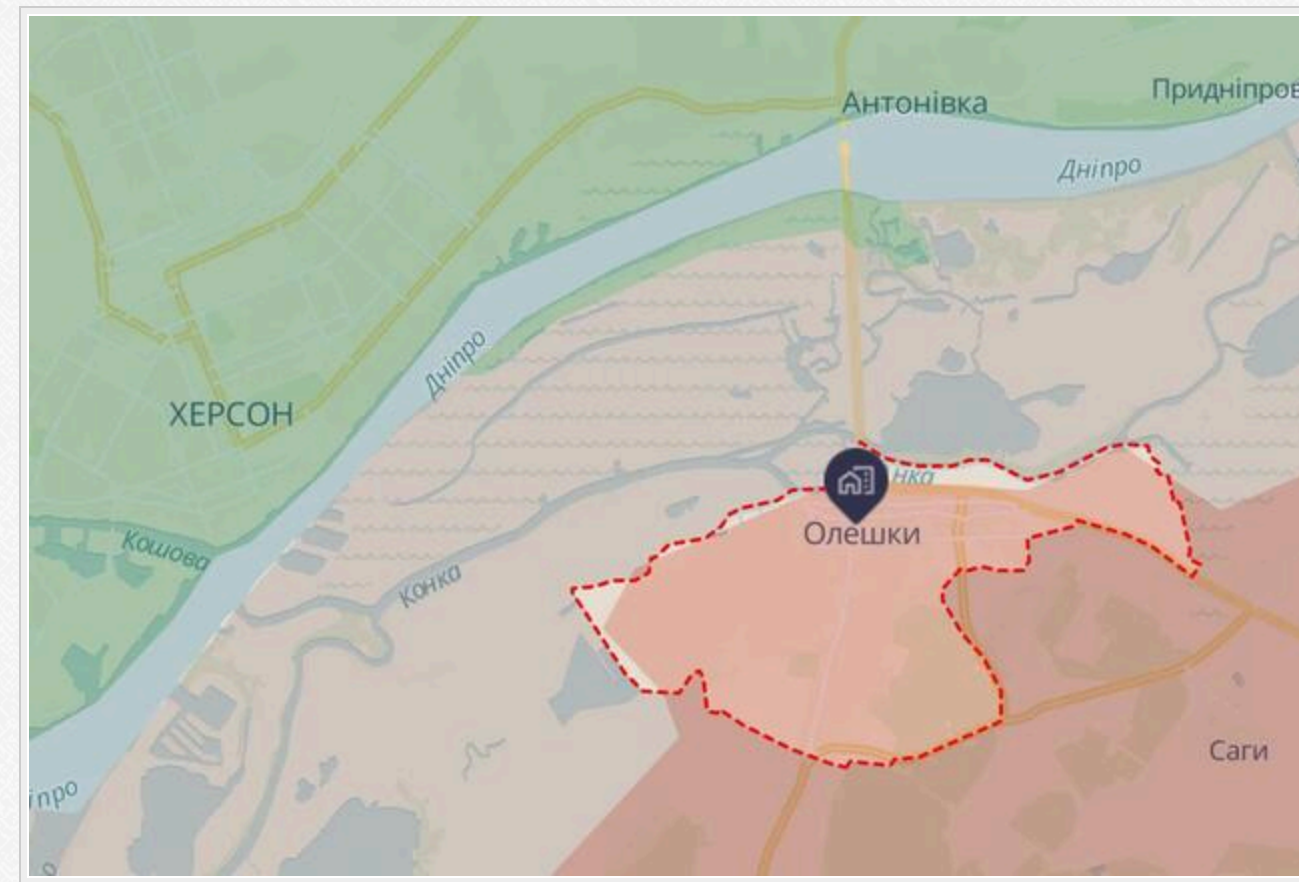 Антонівка
Придніпров
Дніпро
Дніпро
ХЕРСОН
нка
Олешки
Кошова
Конка
Саги
іпро